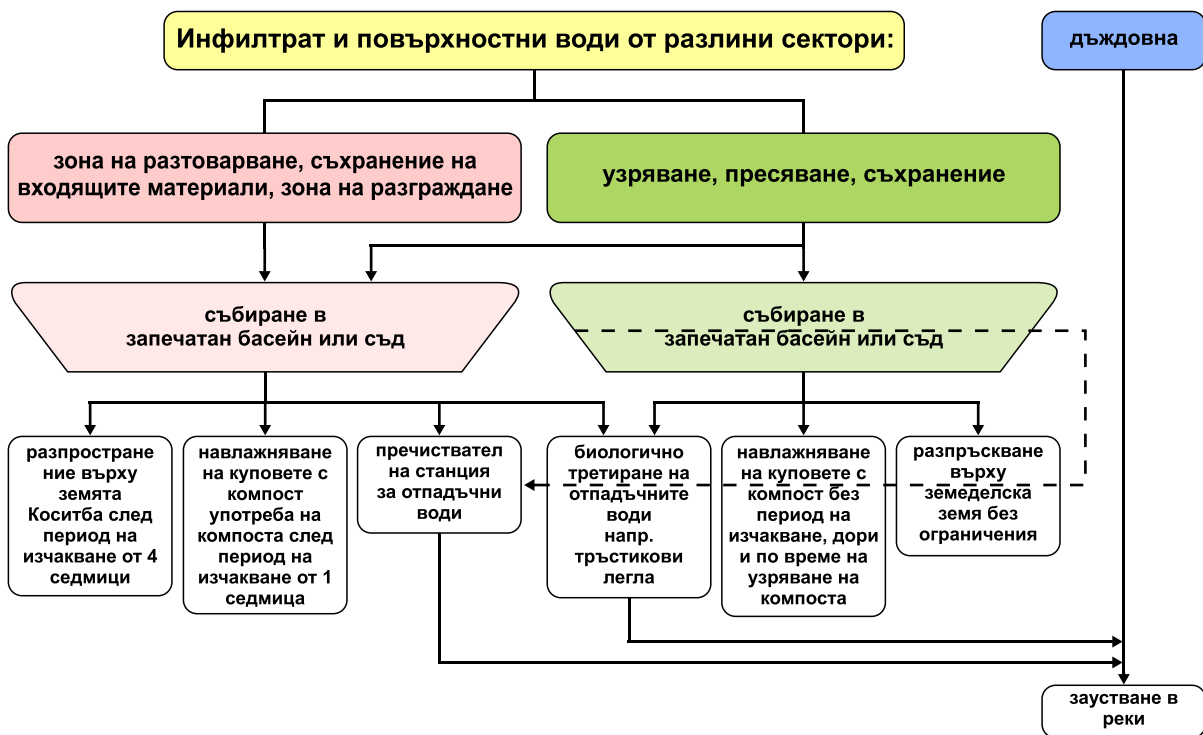 Инфилтрат и повърхностни води от разлини сектори:
дъждовна
зона на разтоварване, съхранение на
входящите материали, зона на разграждане
узряване, пресяване, съхранение
събиране в
запечатан басейн или съд
събиране в
запечатан басейн или съд
разпростране
ние върху
земята
Коситба след
период на
изчакване от 4
седмици
навлажняване
на куповете с
компост
употреба на
компоста след
период на
изчакване от 1
седмица
пречиствател
на станция
за отпадъчни
води
биологично
третиране на
отпадъчните
води
напр.
тръстикови
легла
навлажняване
на куповете с
компост без
период на
изчакване, дори
и по време на
узряване на
компоста
разпръскване
върху
земеделска
земя без
ограничения
заустване в
реки